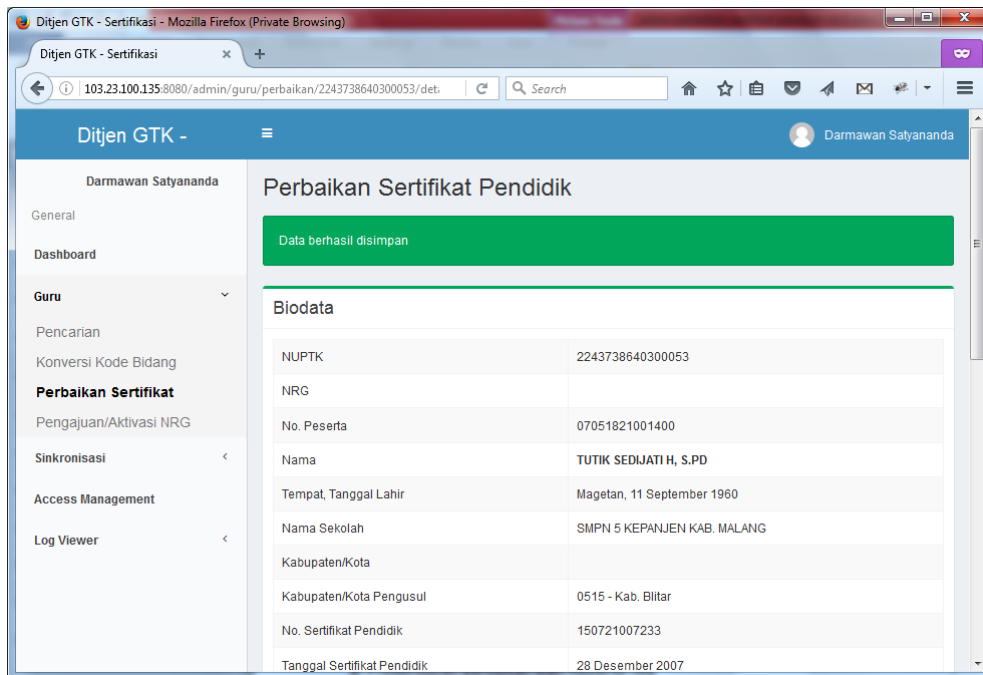 Ditjen GTK - Sertifikasi - Mozilla Firefox (Private Browsing)
Ditjen GTK - Sertifikasi
103.23.100.135:8080/admin/guru/perbaikan/2243738640300053/det
Search
Ditjen GTK -
Darmawan Satyananda
Darmawan Satyananda
General
Dashboard
Guru
Pencarian
Konversi Kode Bidang
Perbaikan Sertifikat
Pengajuan/Aktivasi NRG
Sinkronisasi
Access Management
Log Viewer
Perbaikan Sertifikat Pendidik
Data berhasil disimpan
Biodata
NUPTK 2243738640300053
NRG
No. Peserta 07051821001400
Nama TUTIK SEDIJATI H, S.PD
Tempat, Tanggal Lahir Magetan, 11 September 1960
Nama Sekolah SMPN 5 KEPANJEN KAB. MALANG
Kabupaten/Kota
Kabupaten/Kota Pengusul 0515 - Kab. Blitar
No. Sertifikat Pendidik 150721007233
Tanggal Sertifikat Pendidik 28 Desember 2007